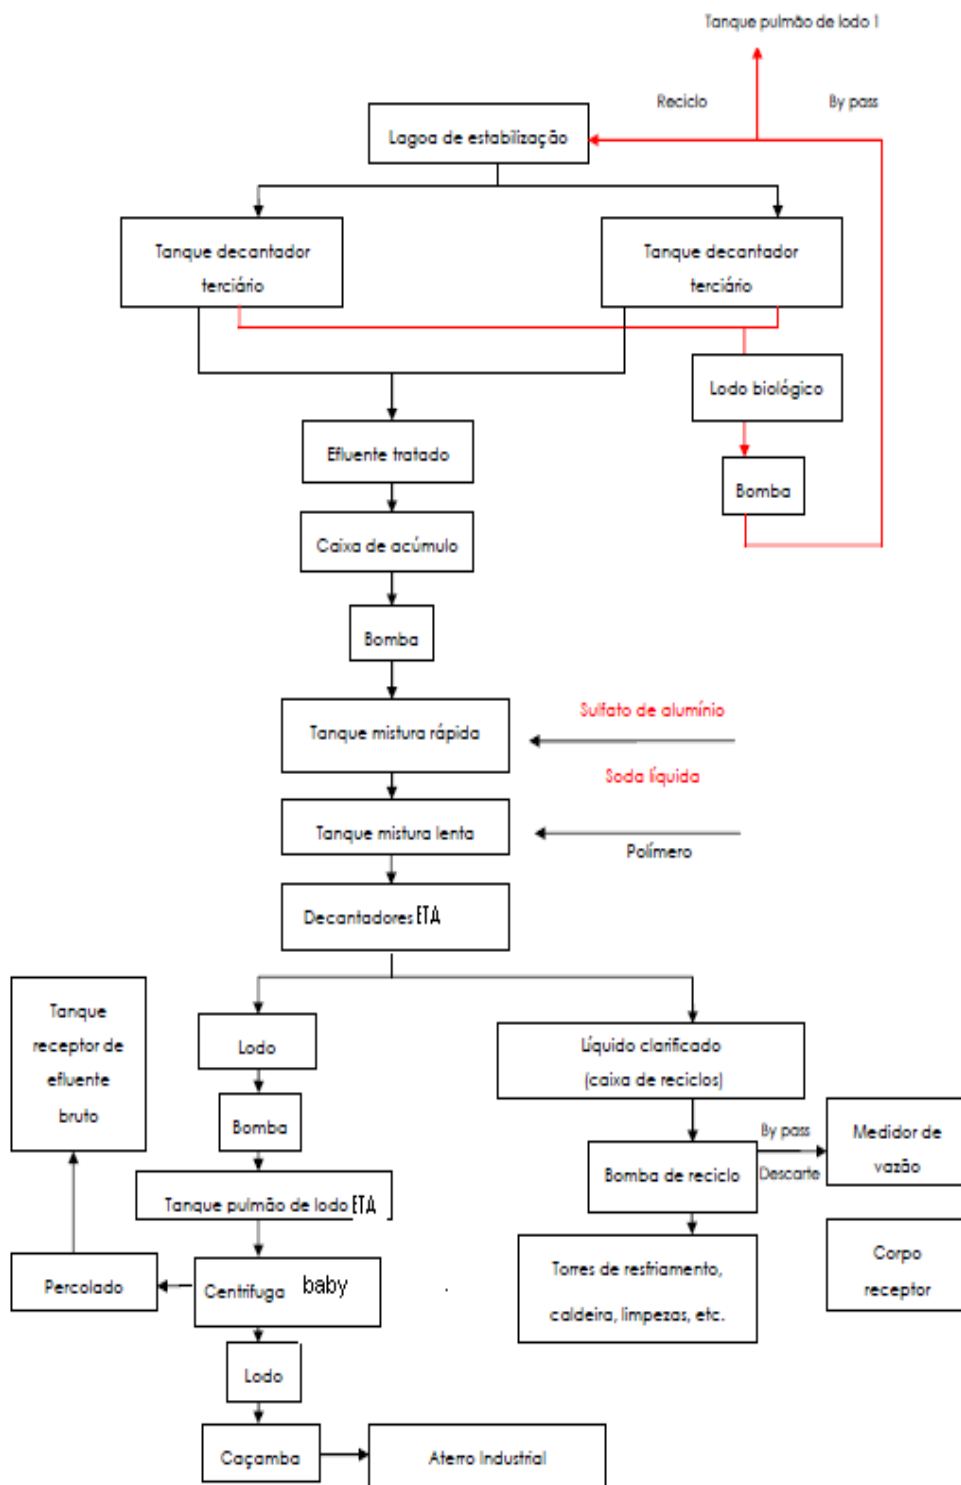 Tanque pulmão de lodo 1
Reciclo
By pass
Lagoa de estabilização
Tanque decantador
terciário
Tanque decantador
terciário
Lodo biológico
Bomba
Efluente tratado
Caixa de acúmulo
Bomba
Tanque mistura rápida
Sulfato de alumínio
Soda líquida
Tanque mistura lenta
Polímero
Decantadores ETA
Tanque
receptor de
efluente
bruto
Lodo
Bomba
Tanque pulmão de lodo ETA
Percolado
Centrífuga baby
Lodo
Caçamba
Aterro Industrial
Líquido clarificado
(caixa de reciclos)
Bomba de reciclo
By pass
Descarte
Medidor de
vazão
Torres de resfriamento,
caldeira, limpezas, etc.
Corpo
receptor